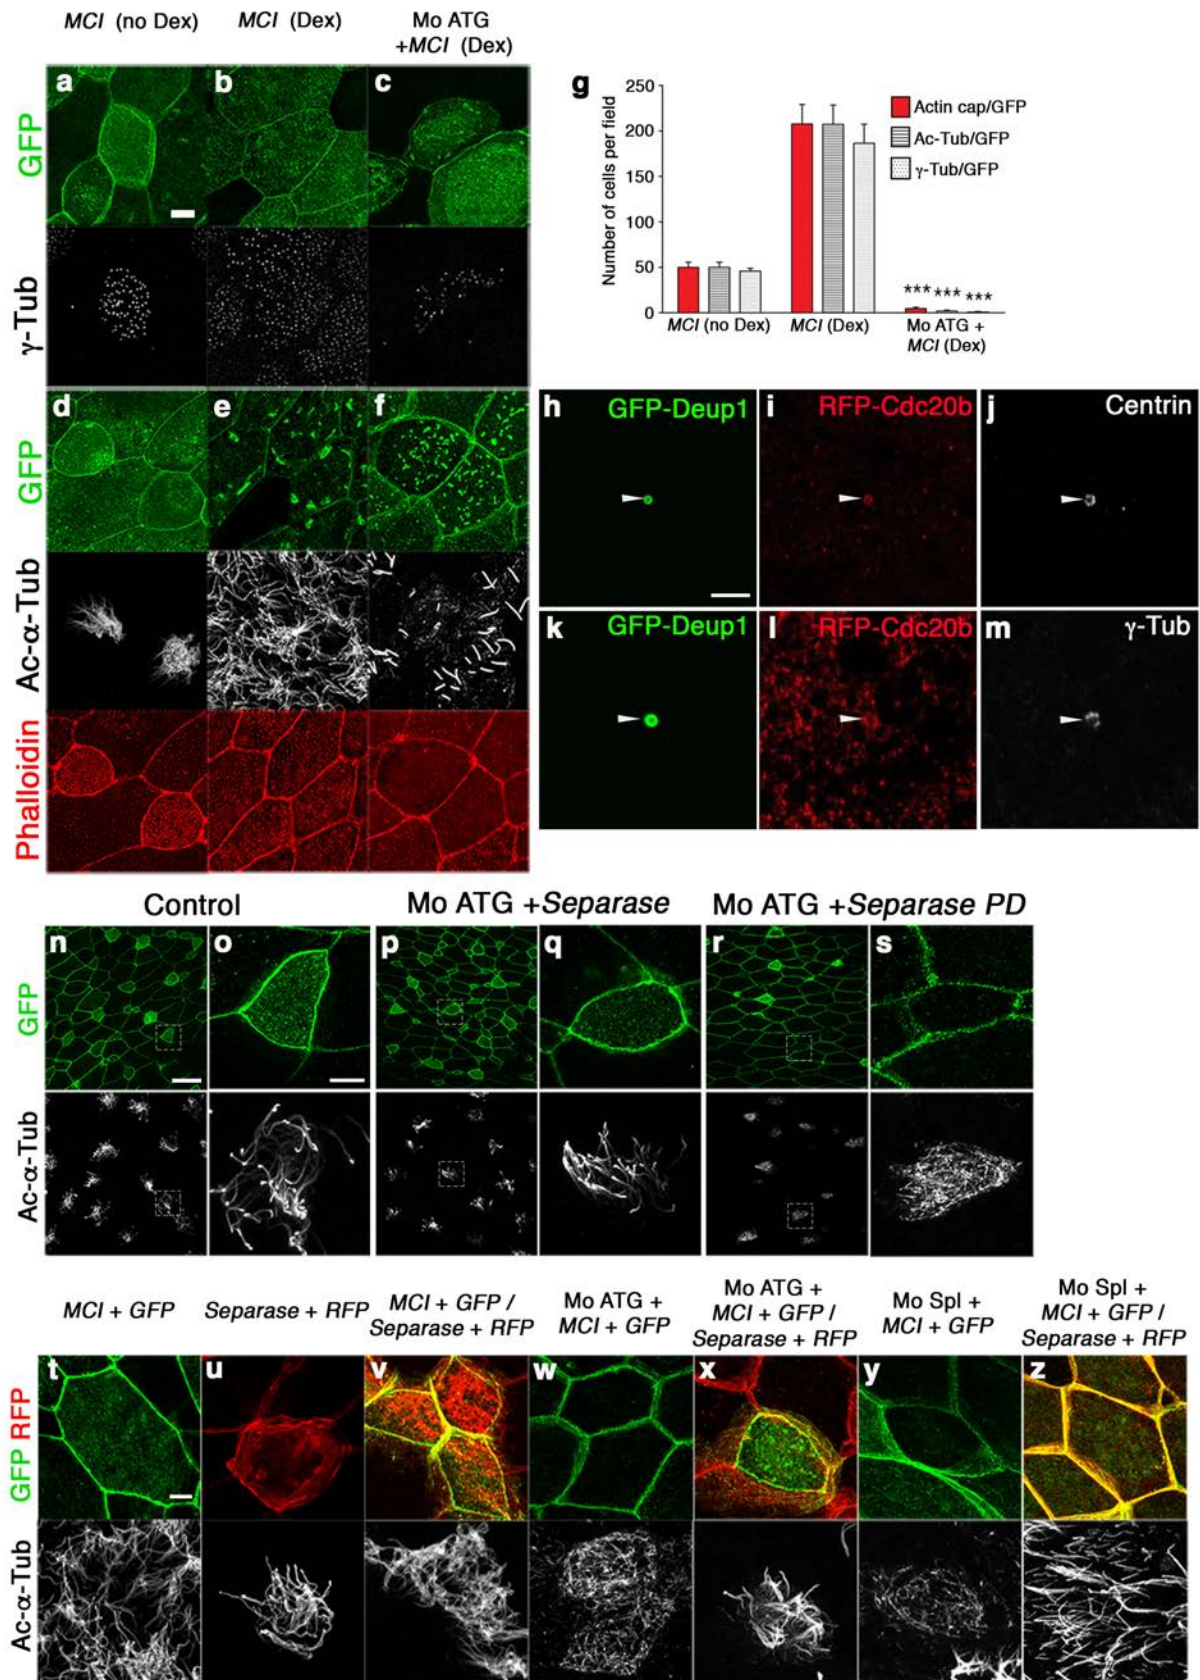 MCI (no Dex)
MCI (Dex)
Mo ATG
+MCI (Dex)
a
b
c
GFP
γ-Tub
d
e
f
GFP
Ac-α-Tub
Phalloidin
g
Number of cells per field
250
200
150
100
50
0
Actin cap/GFP
Ac-Tub/GFP
γ-Tub/GFP
*** *** ***
MCI (no Dex)
MCI (Dex)
Mo ATG +
MCI (Dex)
h
GFP-Deup1
i
RFP-Cdc20b
j
Centrin
k
GFP-Deup1
l
RFP-Cdc20b
m
γ-Tub
Control
Mo ATG +Separase
Mo ATG +Separase PD
n
o
p
q
r
s
GFP
Ac-α-Tub
MCI + GFP
Separase + RFP
MCI + GFP /
Separase + RFP
Mo ATG +
MCI + GFP
Mo ATG +
MCI + GFP /
Separase + RFP
Mo Spl +
MCI + GFP
Mo Spl +
MCI + GFP /
Separase + RFP
t
u
v
w
x
y
z
GFP RFP
Ac-α-Tub